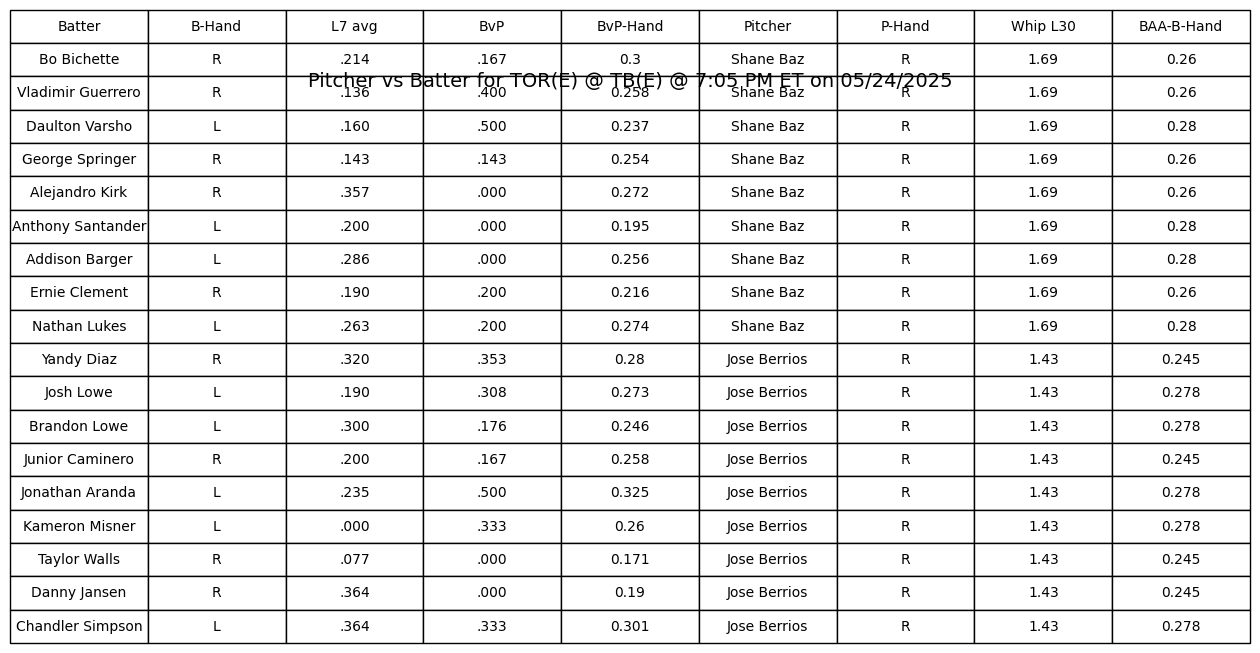 Batter B-Hand L7 avg BvP BvP-Hand Pitcher P-Hand Whip L30 BAA-B-Hand
Bo Bichette R .214 .167 0.3 Shane Baz R 1.69 0.26
Pitcher vs Batter for TOR(E) @ TB(E) @ 7:05 PM ET on 05/24/2025
Vladimir Guerrero R .136 .400 0.258 Shane Baz R 1.69 0.26
Daulton Varsho L .160 .500 0.237 Shane Baz R 1.69 0.28
George Springer R .143 .143 0.254 Shane Baz R 1.69 0.26
Alejandro Kirk R .357 .000 0.272 Shane Baz R 1.69 0.26
Anthony Santander L .200 .000 0.195 Shane Baz R 1.69 0.28
Addison Barger L .286 .000 0.256 Shane Baz R 1.69 0.28
Ernie Clement R .190 .200 0.216 Shane Baz R 1.69 0.26
Nathan Lukes L .263 .200 0.274 Shane Baz R 1.69 0.28
Yandy Diaz R .320 .353 0.28 Jose Berrios R 1.43 0.245
Josh Lowe L .190 .308 0.273 Jose Berrios R 1.43 0.278
Brandon Lowe L .300 .176 0.246 Jose Berrios R 1.43 0.278
Junior Caminero R .200 .167 0.258 Jose Berrios R 1.43 0.245
Jonathan Aranda L .235 .500 0.325 Jose Berrios R 1.43 0.278
Kameron Misner L .000 .333 0.26 Jose Berrios R 1.43 0.278
Taylor Walls R .077 .000 0.171 Jose Berrios R 1.43 0.245
Danny Jansen R .364 .000 0.19 Jose Berrios R 1.43 0.245
Chandler Simpson L .364 .333 0.301 Jose Berrios R 1.43 0.278